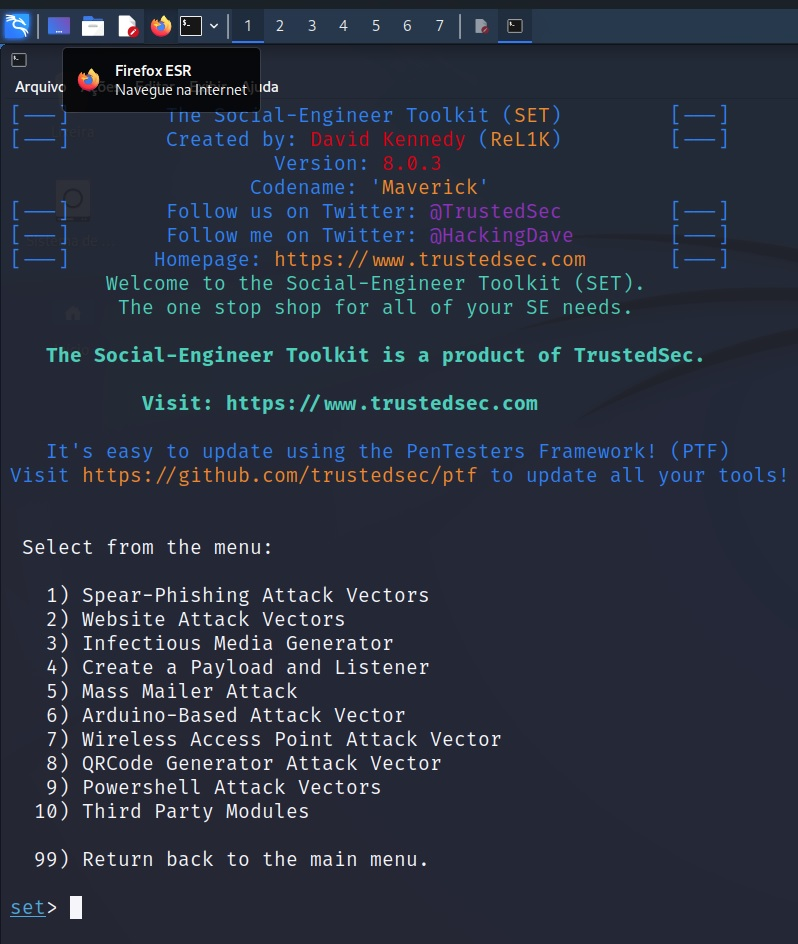 1 2 3 4 5 6 7
Firefox ESR
Navegue na Internet
Arquivo Ajuda
[---] The Social-Engineer Toolkit (SET) [---]
[---] Created by: David Kennedy (ReL1K) [---]
Version: 8.0.3
Codename: 'Maverick'
[---] Follow us on Twitter: @TrustedSec [---]
[---] Follow me on Twitter: @HackingDave [---]
[---] Homepage: https://www.trustedsec.com [---]
Welcome to the Social-Engineer Toolkit (SET).
The one stop shop for all of your SE needs.
The Social-Engineer Toolkit is a product of TrustedSec.
Visit: https://www.trustedsec.com
It's easy to update using the PenTesters Framework! (PTF)
Visit https://github.com/trustedsec/ptf to update all your tools!
Select from the menu:
1) Spear-Phishing Attack Vectors
2) Website Attack Vectors
3) Infectious Media Generator
4) Create a Payload and Listener
5) Mass Mailer Attack
6) Arduino-Based Attack Vector
7) Wireless Access Point Attack Vector
8) QRCode Generator Attack Vector
9) Powershell Attack Vectors
10) Third Party Modules
99) Return back to the main menu.
set>